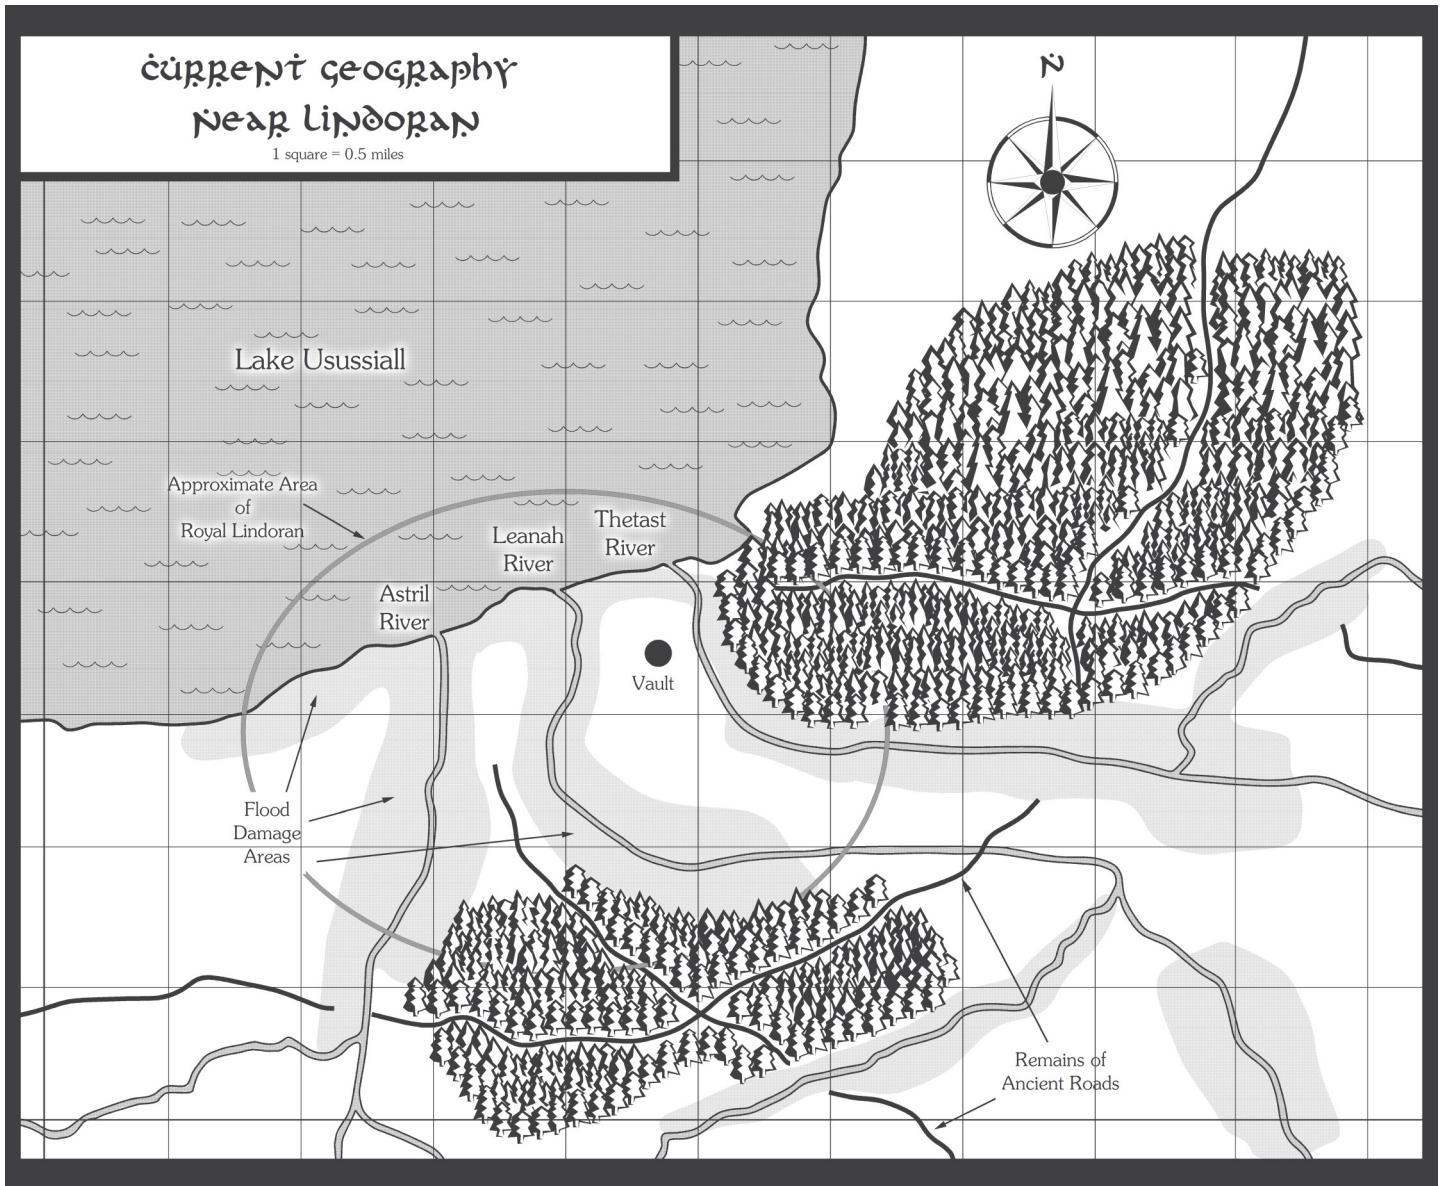 CURRENT GEOGRAPHY
NEAR LINDORAN
1 square = 0.5 miles
N
Lake Usussiall
Approximate Area
of
Royal Lindoran
Leanah
River
Thetast
River
Astril
River
Vault
Flood
Damage
Areas
Remains of
Ancient Roads